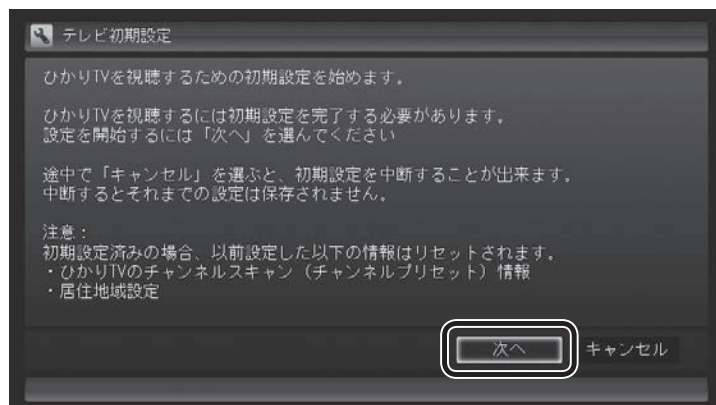 テレビ初期設定
ひかりTVを視聴するための初期設定を始めます。
ひかりTVを視聴するには初期設定を完了する必要があります。
設定を開始するには「次へ」を選んでください
途中で「キャンセル」を選ぶと、初期設定を中断することが出来ます。
中断するとそれまでの設定は保存されません。
注意：
初期設定済みの場合、以前設定した以下の情報はリセットされます。
・ひかりTVのチャンネルスキャン（チャンネルプリセット）情報
・居住地域設定
次へ キャンセル